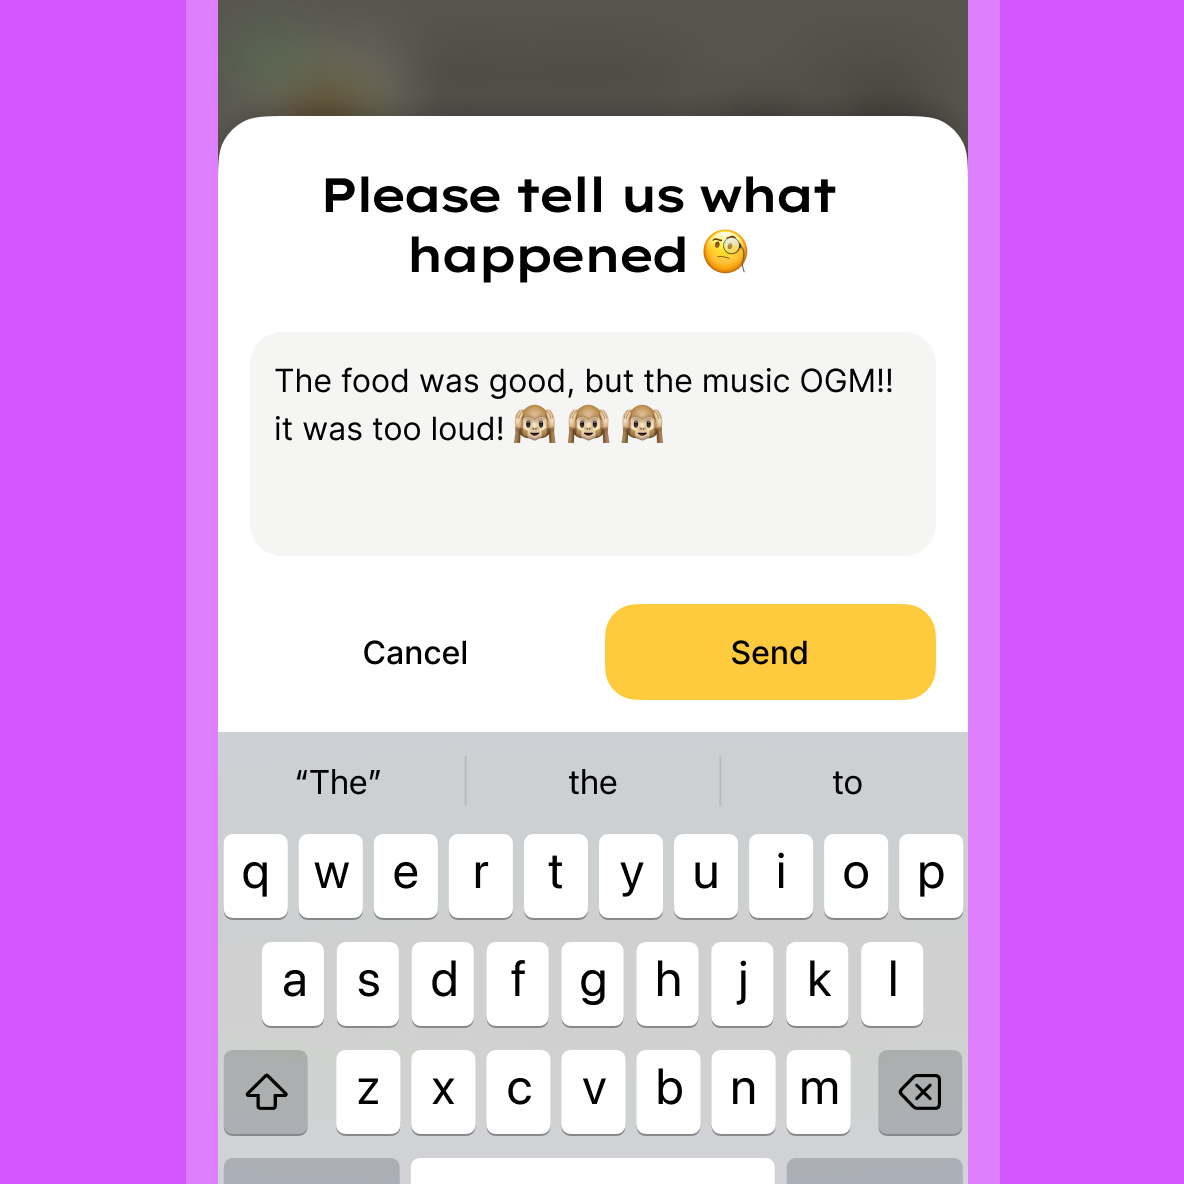 Please tell us what
happened 🧐
The food was good, but the music OGM!!
it was too loud! 🙉 🙉 🙉
Cancel Send
“The” the to
q w e r t y u i o p
a s d f g h j k l
z x c v b n m